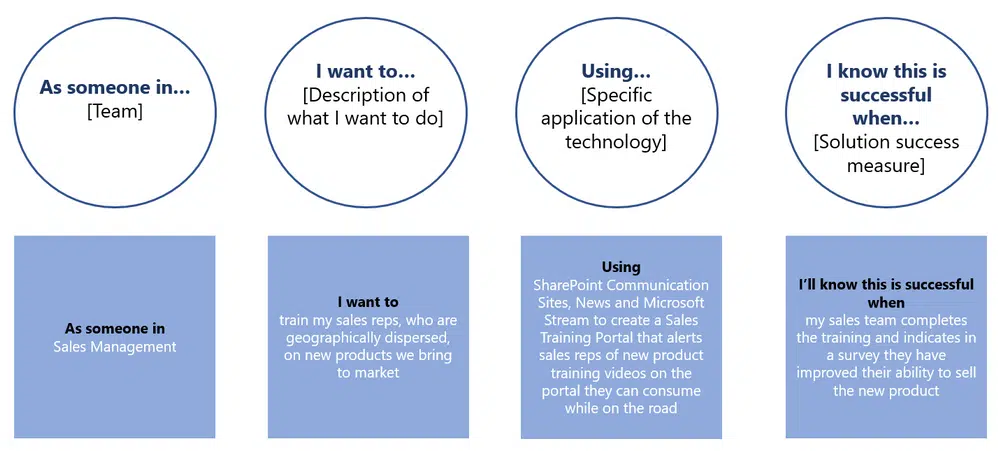 As someone in…
[Team]
I want to…
[Description of
what I want to do]
Using…
[Specific
application of the
technology]
I know this is
successful
when…
[Solution success
measure]
As someone in
Sales Management
I want to
train my sales reps, who are
geographically dispersed,
on new products we bring
to market
Using
SharePoint Communication
Sites, News and Microsoft
Stream to create a Sales
Training Portal that alerts
sales reps of new product
training videos on the
portal they can consume
while on the road
I'll know this is successful
when
my sales team completes
the training and indicates in
a survey they have
improved their ability to sell
the new product